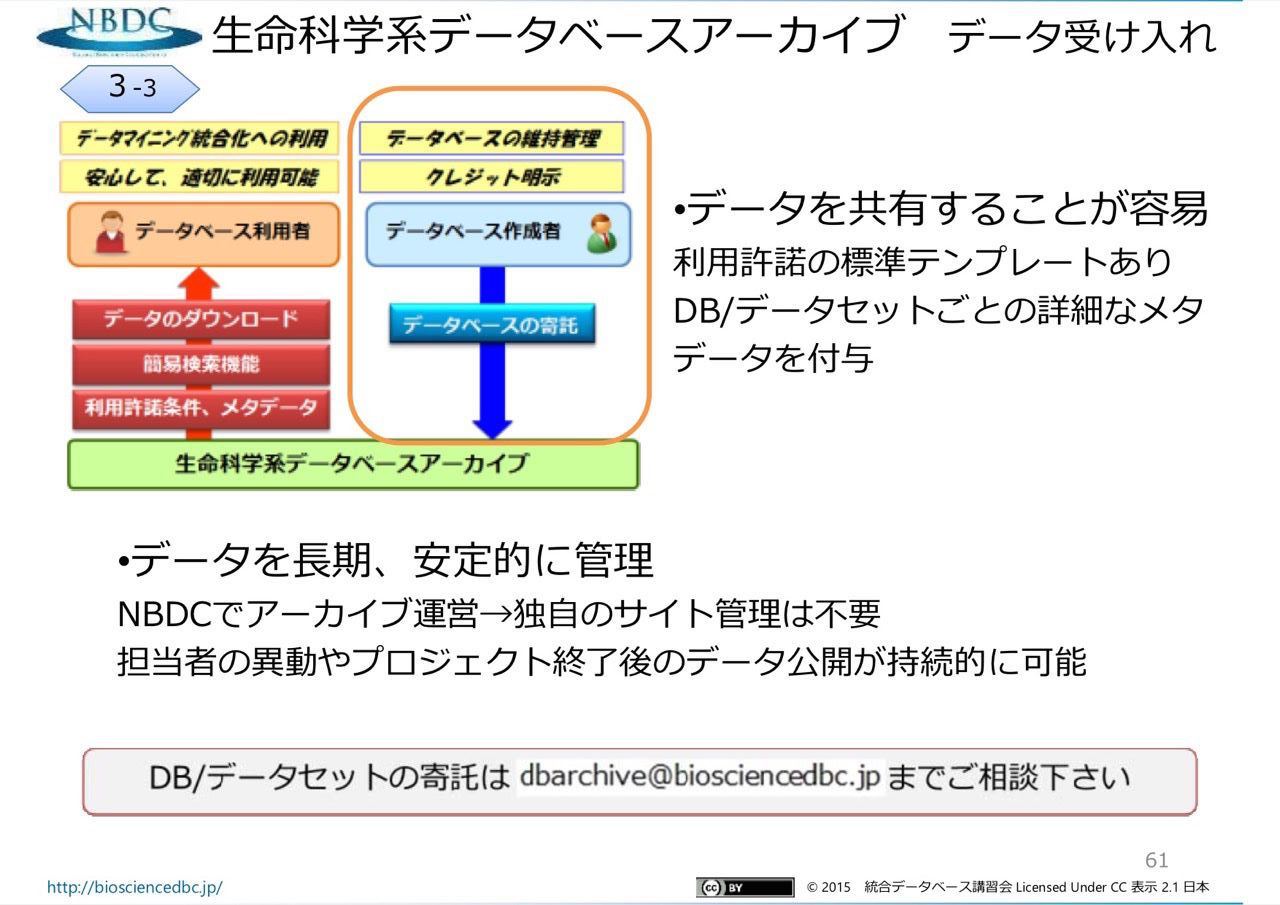 NBDC
生命科学系データベースアーカイブ データ受け入れ
3-3
データマイニング統合化への利用
安心して、適切に利用可能
データベース利用者
データのダウンロード
簡易検索機能
利用許諾条件、メタデータ
データベースの維持管理
クレジット明示
データベース作成者
データベースの寄託
生命科学系データベースアーカイブ
•データを共有することが容易
利用許諾の標準テンプレートあり
DB/データセットごとの詳細なメタ
データを付与
•データを長期、安定的に管理
NBDCでアーカイブ運営→独自のサイト管理は不要
担当者の異動やプロジェクト終了後のデータ公開が持続的に可能
DB/データセットの寄託は dbarchive@biosciencedbc.jp までご相談下さい
61
http://biosciencedbc.jp/
cc BY © 2015 統合データベース講習会 Licensed Under CC 表示 2.1 日本